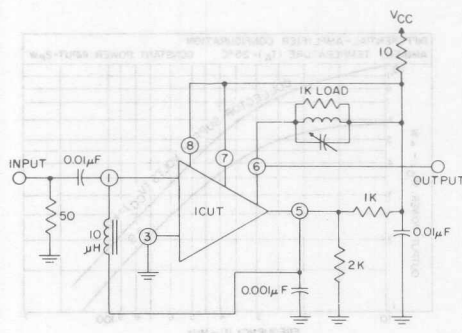 VCC
10
1K LOAD
8
7
INPUT
0.01µF
1
6
OUTPUT
50
10
µH
ICUT
3
5
1K
0.01µF
2K
0.001µF